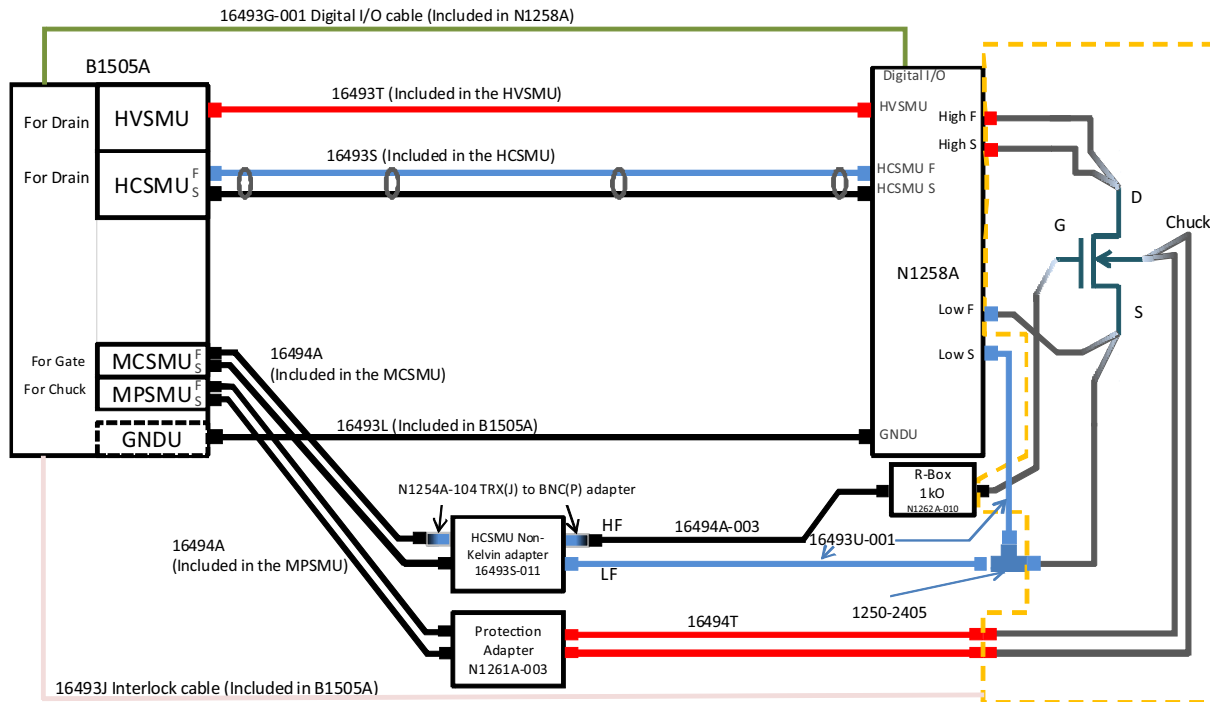 16493G-001 Digital I/O cable (Included in N1258A)
B1505A
Digital I/O
For Drain
HVSMU
16493T (Included in the HVSMU)
HVSMU
High F
High S
For Drain
HCSMU
F
S
16493S (Included in the HCSMU)
HCSMU F
HCSMU S
D
G
Chuck
N1258A
S
Low F
Low S
For Gate
MCSMU
F
S
16494A
(Included in the MCSMU)
For Chuck
MPSMU
F
S
GNDU
16493L (Included in B1505A)
GNDU
R-Box
1kO
N1262A-010
N1254A-104 TRX(J) to BNC(P) adapter
HCSMU Non-
Kelvin adapter
16493S-011
HF
16494A-003
16493U-001
LF
16494A
(Included in the MPSMU)
1250-2405
Protection
Adapter
N1261A-003
16494T
16493J Interlock cable (Included in B1505A)